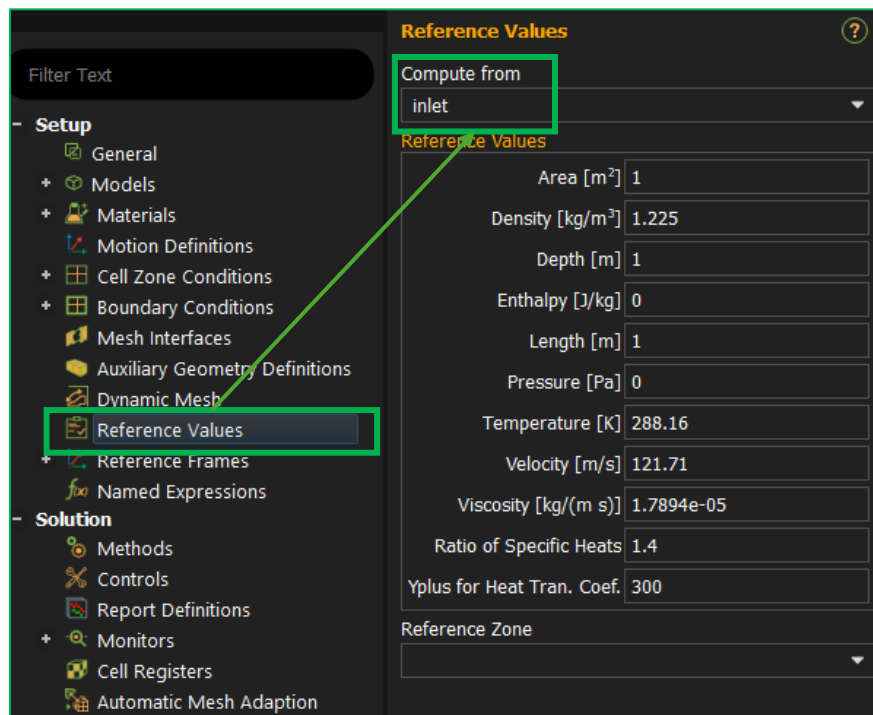 Filter Text
Setup
General
Models
Materials
Motion Definitions
Cell Zone Conditions
Boundary Conditions
Mesh Interfaces
Auxiliary Geometry Definitions
Dynamic Mesh
Reference Values
Reference Frames
f(x) Named Expressions
Solution
Methods
Controls
Report Definitions
Monitors
Cell Registers
Automatic Mesh Adaption
Reference Values ?
Compute from
inlet
Reference Values
Area [m²] 1
Density [kg/m³] 1.225
Depth [m] 1
Enthalpy [J/kg] 0
Length [m] 1
Pressure [Pa] 0
Temperature [K] 288.16
Velocity [m/s] 121.71
Viscosity [kg/(m s)] 1.7894e-05
Ratio of Specific Heats 1.4
Yplus for Heat Tran. Coef. 300
Reference Zone